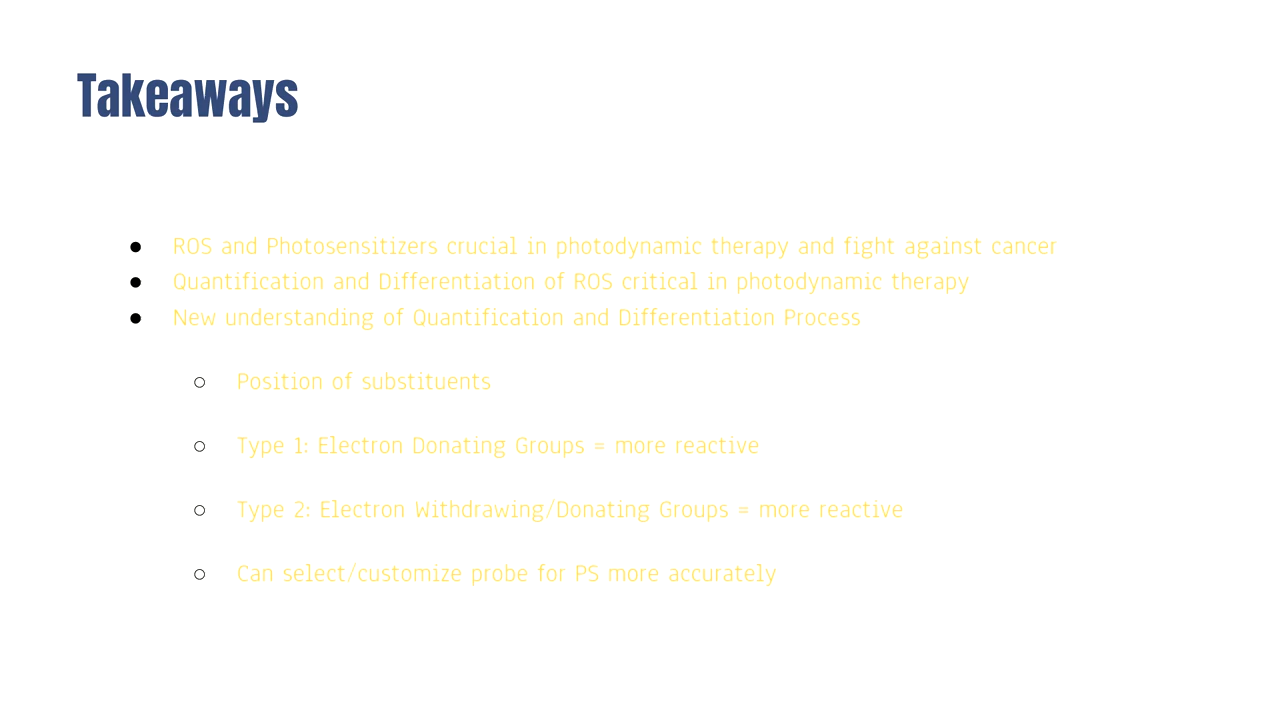 Takeaways
● ROS and Photosensitizers crucial in photodynamic therapy and fight against cancer
● Quantification and Differentiation of ROS critical in photodynamic therapy
● New understanding of Quantification and Differentiation Process
○ Position of substituents
○ Type 1: Electron Donating Groups = more reactive
○ Type 2: Electron Withdrawing/Donating Groups = more reactive
○ Can select/customize probe for PS more accurately